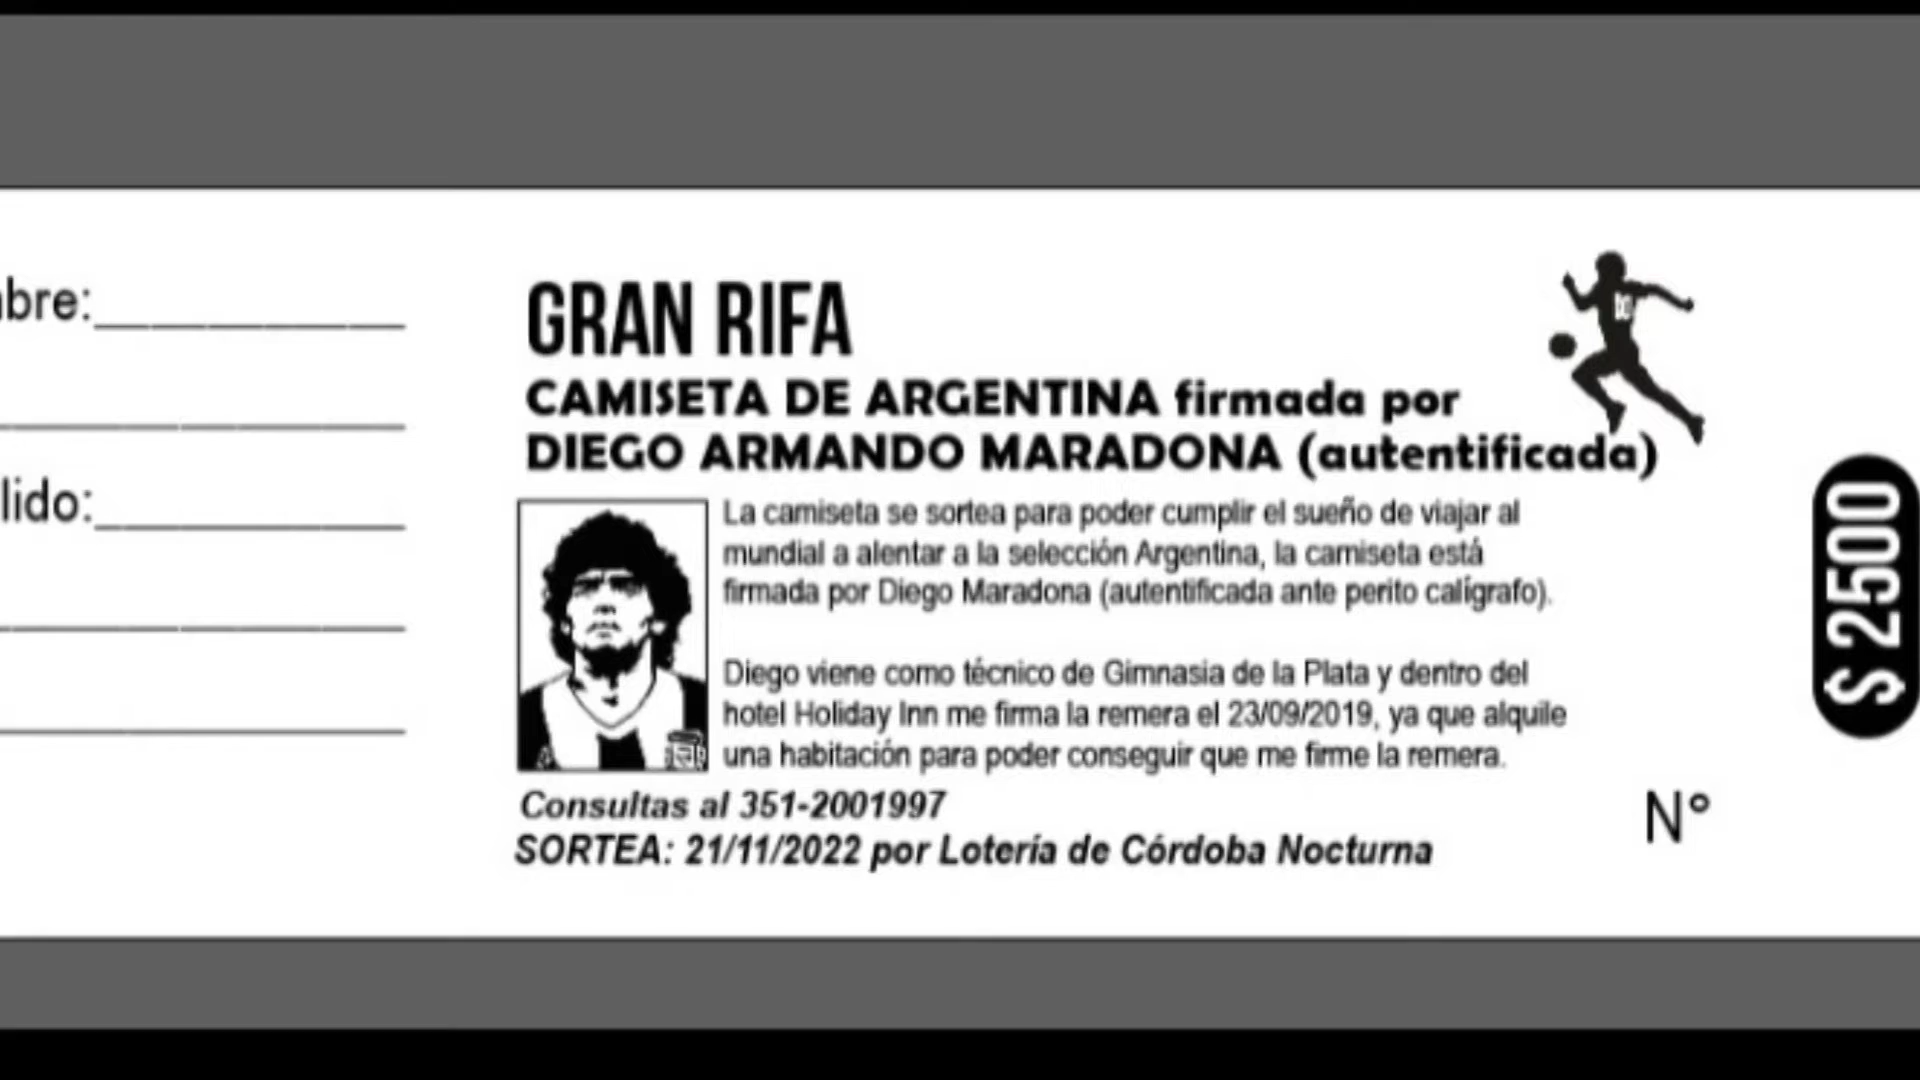 bre:
lido:
GRAN RIFA
CAMISETA DE ARGENTINA firmada por
DIEGO ARMANDO MARADONA (autentificada)
La camiseta se sortea para poder cumplir el sueño de viajar al
mundial a alentar a la selección Argentina, la camiseta está
firmada por Diego Maradona (autentificada ante perito calígrafo).
Diego viene como técnico de Gimnasia de la Plata y dentro del
hotel Holiday Inn me firma la remera el 23/09/2019, ya que alquile
una habitación para poder conseguir que me firme la remera.
Consultas al 351-2001997
SORTEA: 21/11/2022 por Lotería de Córdoba Nocturna
N°
$ 2500